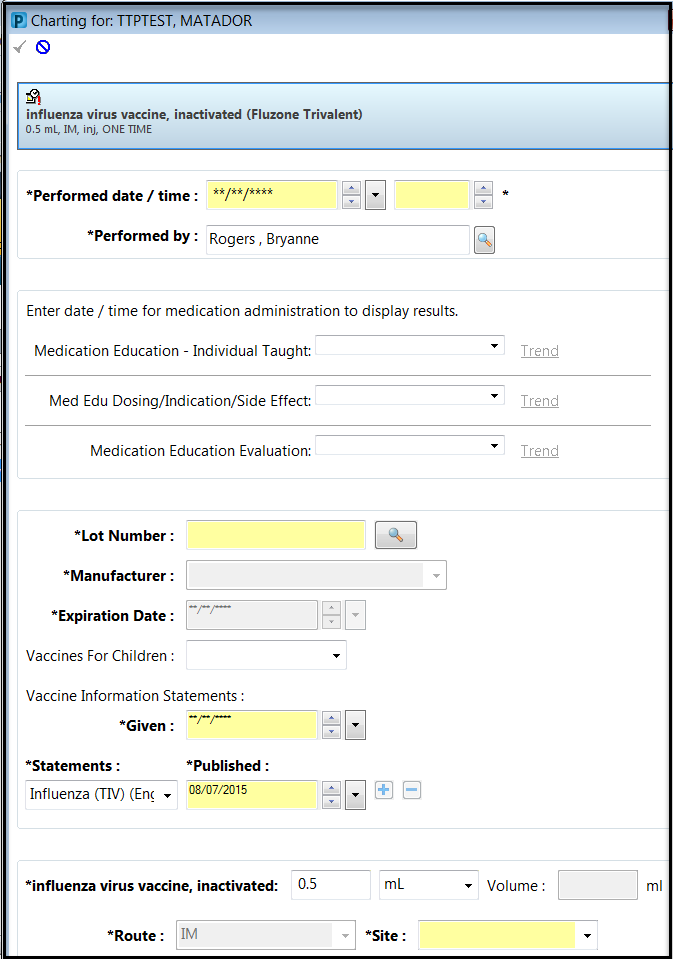 P Charting for: TTPTEST, MATADOR
influenza virus vaccine, inactivated (Fluzone Trivalent)
0.5 mL, IM, inj, ONE TIME
*Performed date / time : **/**/**** *
*Performed by : Rogers , Bryanne
Enter date / time for medication administration to display results.
Medication Education - Individual Taught: Trend
Med Edu Dosing/Indication/Side Effect: Trend
Medication Education Evaluation: Trend
*Lot Number :
*Manufacturer :
*Expiration Date : **/**/****
Vaccines For Children :
Vaccine Information Statements :
*Given : **/**/****
*Statements : *Published :
Influenza (TIV) (Eng 08/07/2015
*influenza virus vaccine, inactivated: 0.5 mL Volume : ml
*Route : IM *Site :